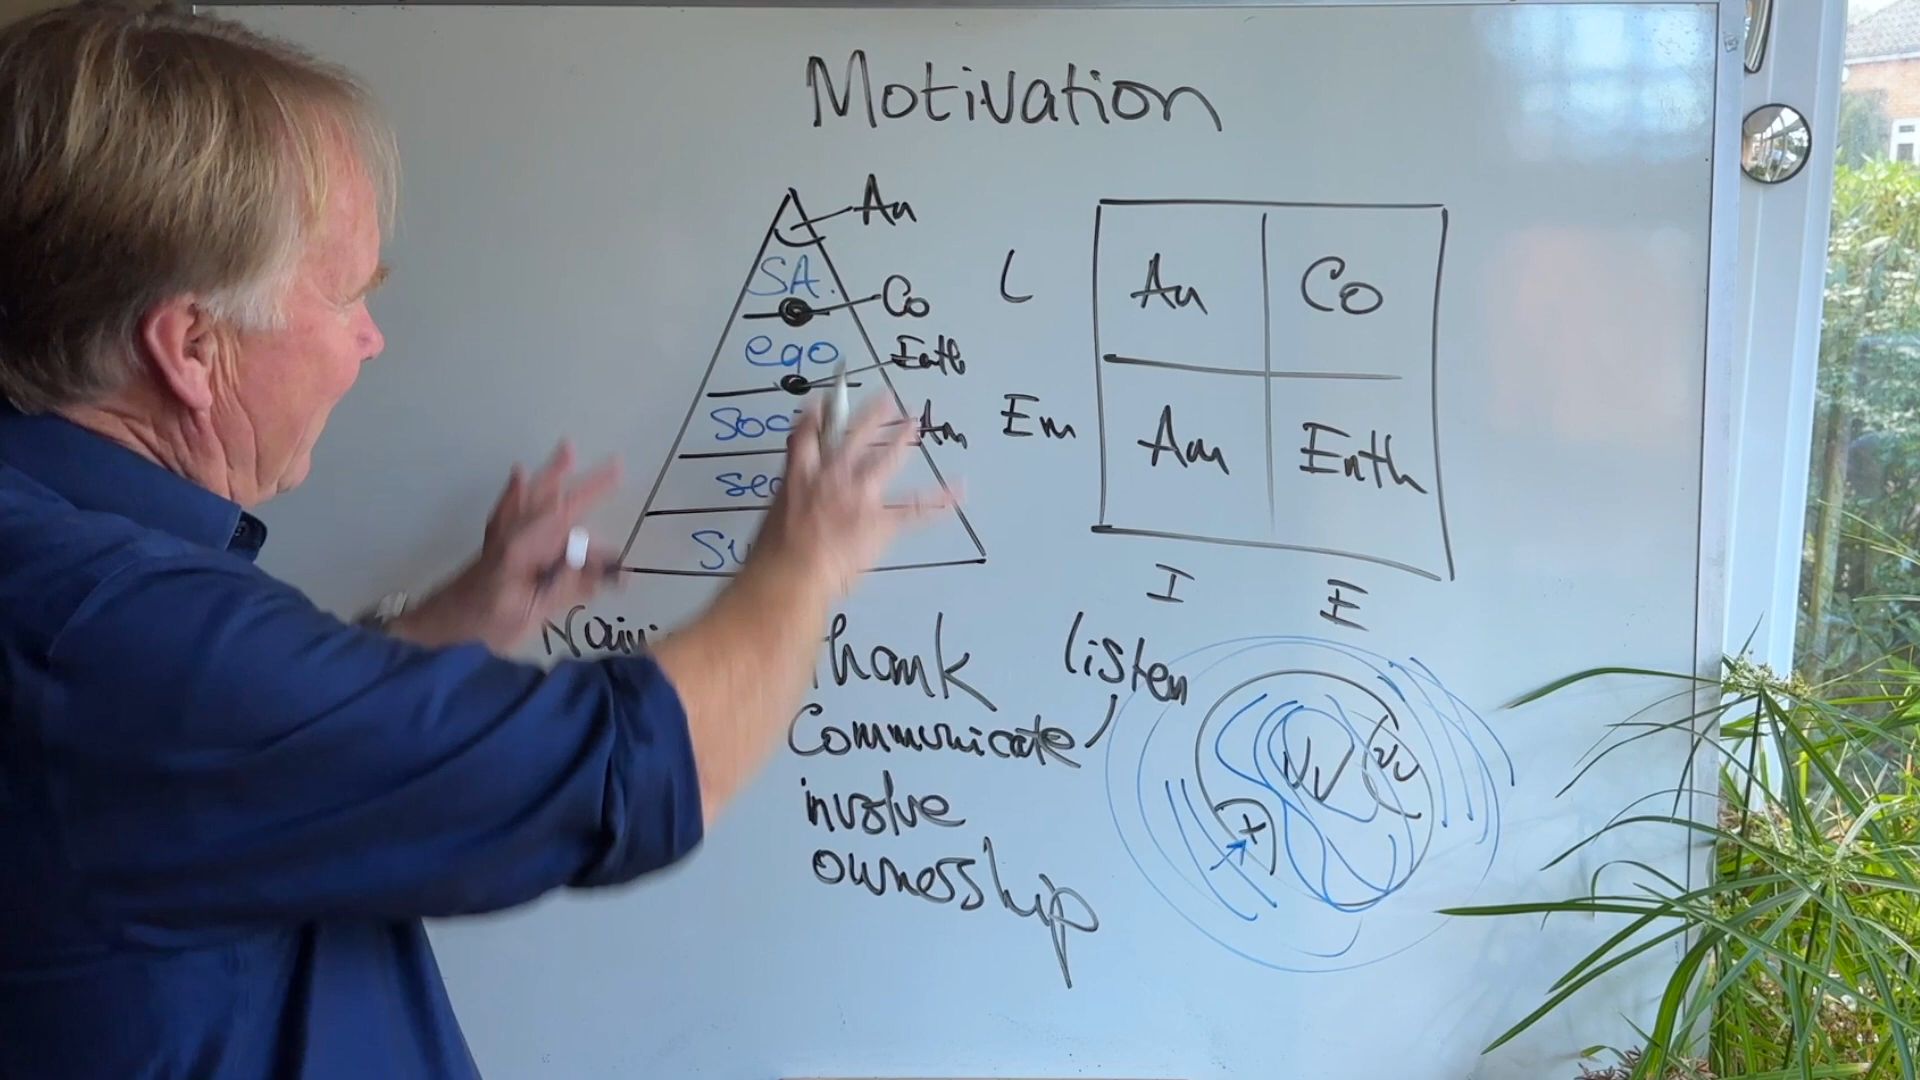 Motivation
An
SA.
Co
ego
Enth
Am
L
Em
An Co
Am Enth
I E
thank
listen
Communicate
involve
ownership